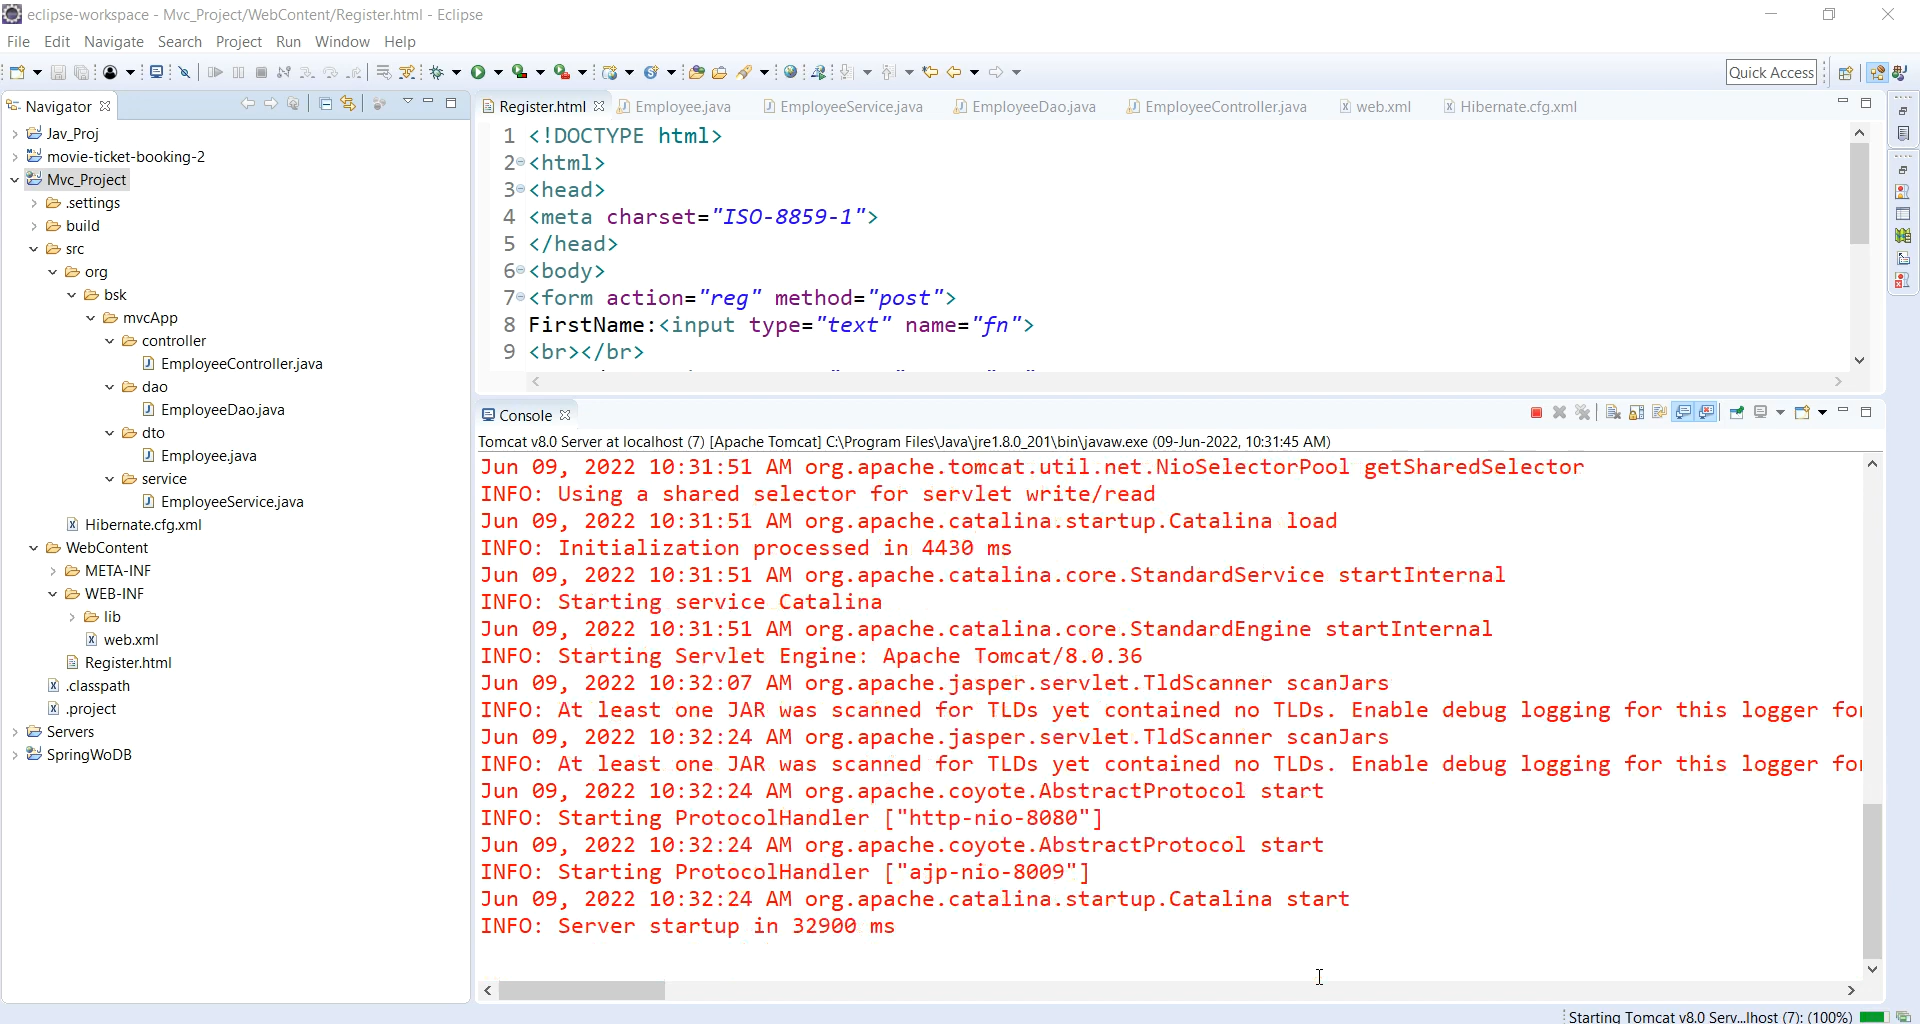 eclipse-workspace - Mvc_Project/WebContent/Register.html - Eclipse
File Edit Navigate Search Project Run Window Help
Quick Access
Navigator
Jav_Proj
movie-ticket-booking-2
Mvc_Project
.settings
build
src
org
bsk
mvcApp
controller
EmployeeController.java
dao
EmployeeDao.java
dto
Employee.java
service
EmployeeService.java
Hibernate.cfg.xml
WebContent
META-INF
WEB-INF
lib
web.xml
Register.html
.classpath
.project
Servers
SpringWoDB
Register.html Employee.java EmployeeService.java EmployeeDao.java EmployeeController.java web.xml Hibernate.cfg.xml
1 <!DOCTYPE html>
2 <html>
3 <head>
4 <meta charset="ISO-8859-1">
5 </head>
6 <body>
7 <form action="reg" method="post">
8 FirstName:<input type="text" name="fn">
9 <br></br>
Console
Tomcat v8.0 Server at localhost (7) [Apache Tomcat] C:\Program Files\Java\jre1.8.0_201\bin\javaw.exe (09-Jun-2022, 10:31:45 AM)
Jun 09, 2022 10:31:51 AM org.apache.tomcat.util.net.NioSelectorPool getSharedSelector
INFO: Using a shared selector for servlet write/read
Jun 09, 2022 10:31:51 AM org.apache.catalina.startup.Catalina load
INFO: Initialization processed in 4430 ms
Jun 09, 2022 10:31:51 AM org.apache.catalina.core.StandardService startInternal
INFO: Starting service Catalina
Jun 09, 2022 10:31:51 AM org.apache.catalina.core.StandardEngine startInternal
INFO: Starting Servlet Engine: Apache Tomcat/8.0.36
Jun 09, 2022 10:32:07 AM org.apache.jasper.servlet.TldScanner scanJars
INFO: At least one JAR was scanned for TLDs yet contained no TLDs. Enable debug logging for this logger for
Jun 09, 2022 10:32:24 AM org.apache.jasper.servlet.TldScanner scanJars
INFO: At least one JAR was scanned for TLDs yet contained no TLDs. Enable debug logging for this logger for
Jun 09, 2022 10:32:24 AM org.apache.coyote.AbstractProtocol start
INFO: Starting ProtocolHandler ["http-nio-8080"]
Jun 09, 2022 10:32:24 AM org.apache.coyote.AbstractProtocol start
INFO: Starting ProtocolHandler ["ajp-nio-8009"]
Jun 09, 2022 10:32:24 AM org.apache.catalina.startup.Catalina start
INFO: Server startup in 32900 ms
Starting Tomcat v8.0 Serv...lhost (7): (100%)